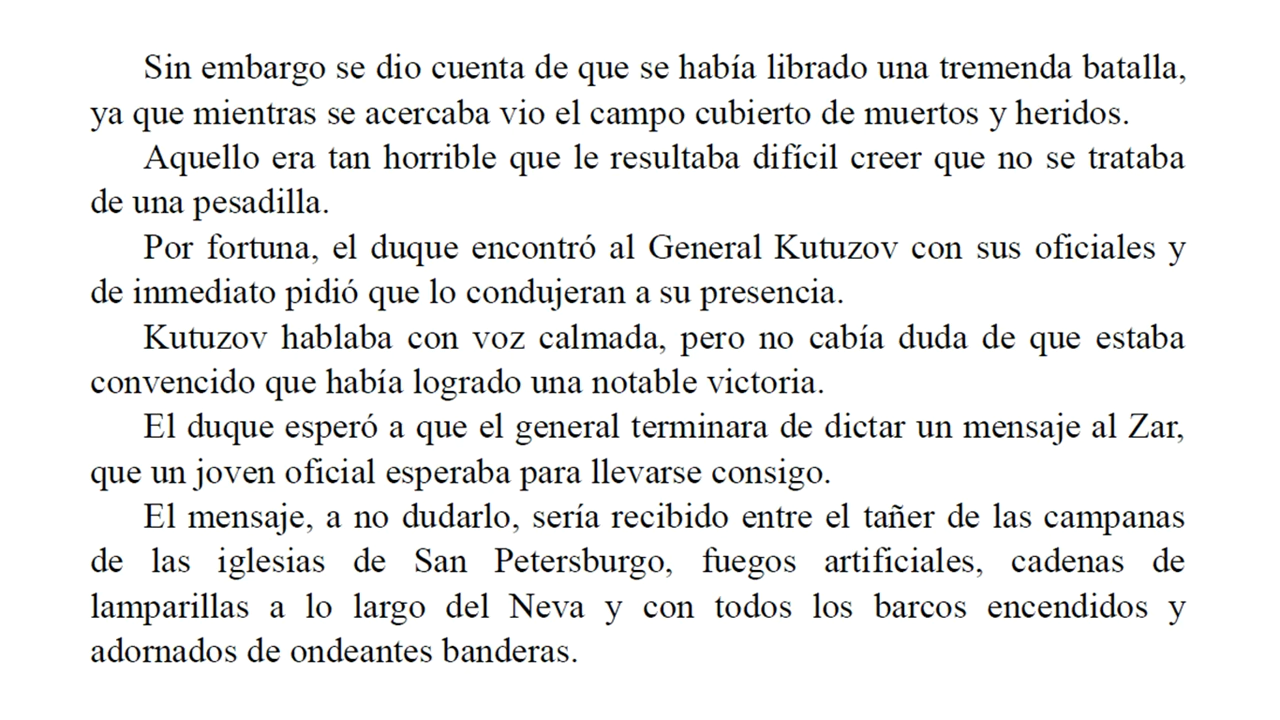 Sin embargo se dio cuenta de que se había librado una tremenda batalla,
ya que mientras se acercaba vio el campo cubierto de muertos y heridos.
Aquello era tan horrible que le resultaba difícil creer que no se trataba
de una pesadilla.
Por fortuna, el duque encontró al General Kutuzov con sus oficiales y
de inmediato pidió que lo condujeran a su presencia.
Kutuzov hablaba con voz calmada, pero no cabía duda de que estaba
convencido que había logrado una notable victoria.
El duque esperó a que el general terminara de dictar un mensaje al Zar,
que un joven oficial esperaba para llevarse consigo.
El mensaje, a no dudarlo, sería recibido entre el tañer de las campanas
de las iglesias de San Petersburgo, fuegos artificiales, cadenas de
lamparillas a lo largo del Neva y con todos los barcos encendidos y
adornados de ondeantes banderas.